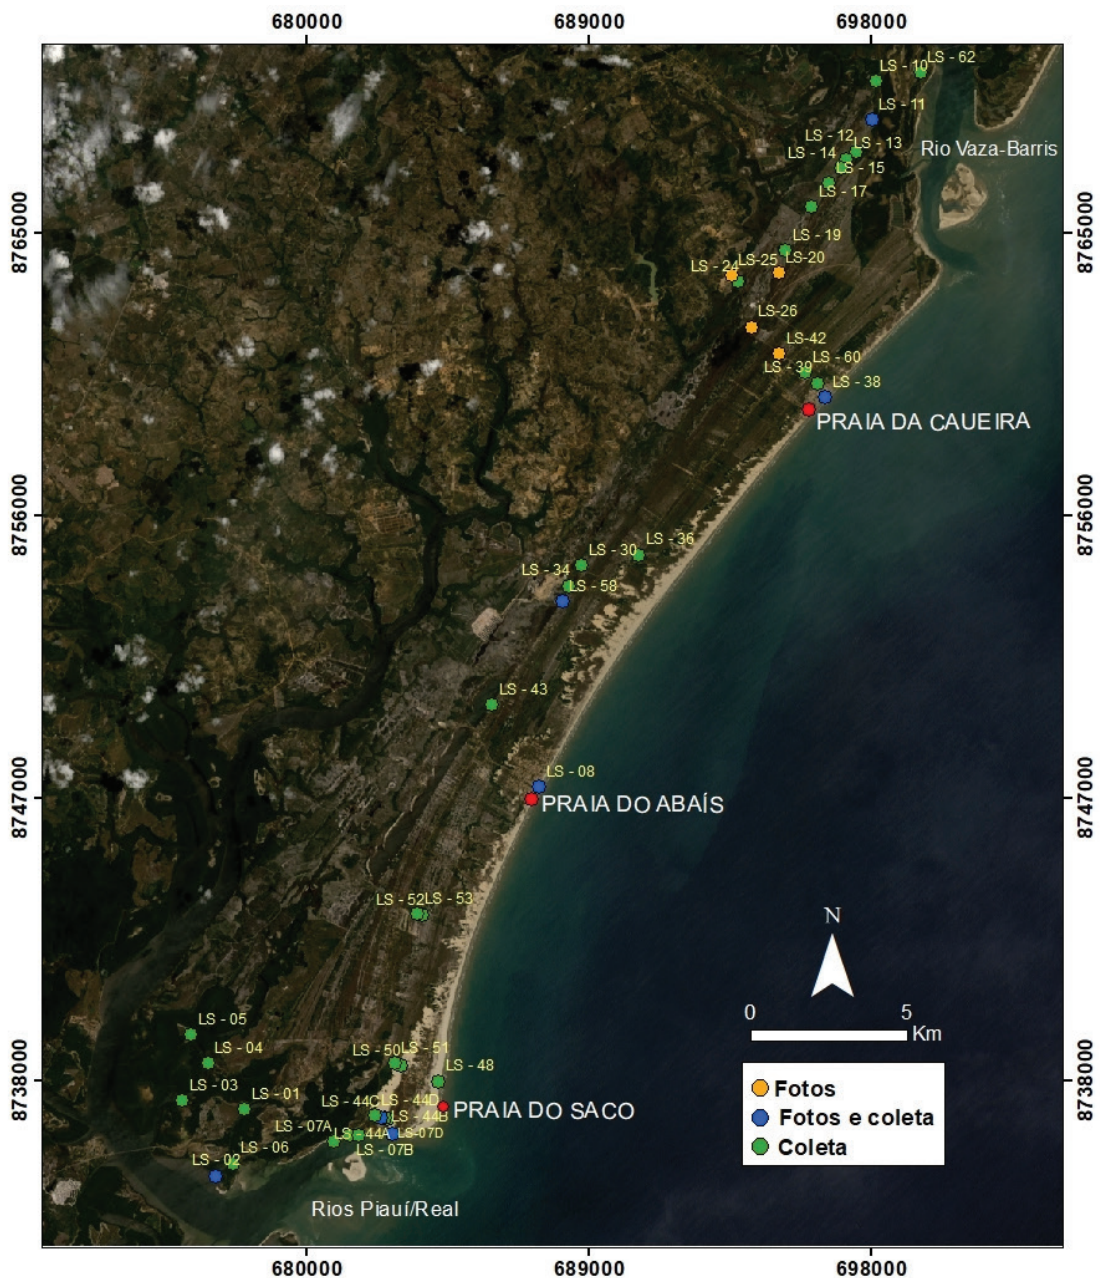 680000 689000 698000
LS - 62
LS - 10
LS - 11
LS - 12
LS - 13
Rio Vaza-Barris
LS - 14
LS - 15
LS - 17
8765000
8765000
LS - 19
LS - 24
LS-25
LS-20
LS-26
LS-42
LS - 60
LS - 39
LS - 38
PRAIA DA CAUEIRA
8756000
8756000
LS - 36
LS - 30
LS - 34
LS - 58
LS - 43
LS - 08
8747000
8747000
PRAIA DO ABAÍS
LS - 52
LS - 53
N
0 5
Km
LS - 05
LS - 04
LS - 50
LS - 51
LS - 48
8738000
8738000
LS - 03
LS - 01
LS - 44C
LS - 44D
PRAIA DO SACO
LS - 44B
LS - 07A
LS - 44A
LS-07D
LS - 07B
LS - 06
LS - 02
Rios Piauí/Real
Fotos
Fotos e coleta
Coleta
680000 689000 698000